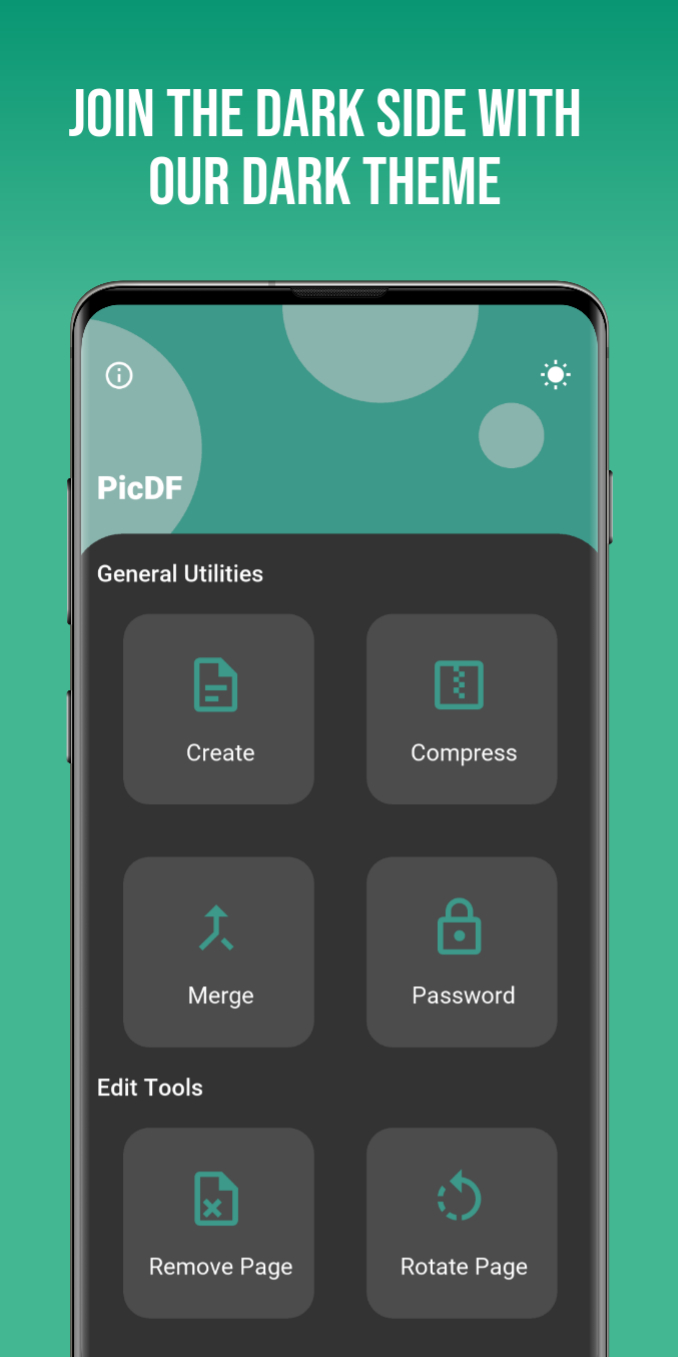 JOIN THE DARK SIDE WITH
OUR DARK THEME
PicDF
General Utilities
Create
Compress
Merge
Password
Edit Tools
Remove Page
Rotate Page